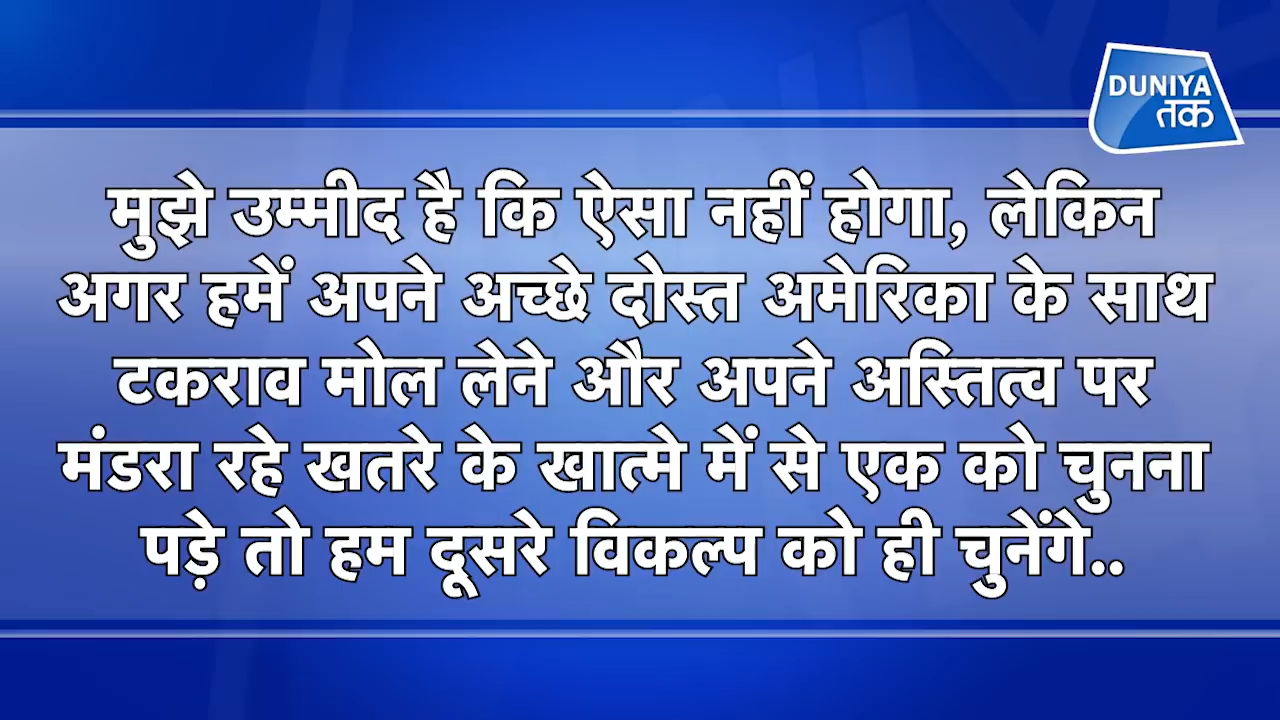 DUNIYA
तक
मुझे उम्मीद है कि ऐसा नहीं होगा, लेकिन
अगर हमें अपने अच्छे दोस्त अमेरिका के साथ
टकराव मोल लेने और अपने अस्तित्व पर
मंडरा रहे खतरे के खात्मे में से एक को चुनना
पड़े तो हम दूसरे विकल्प को ही चुनेंगे..